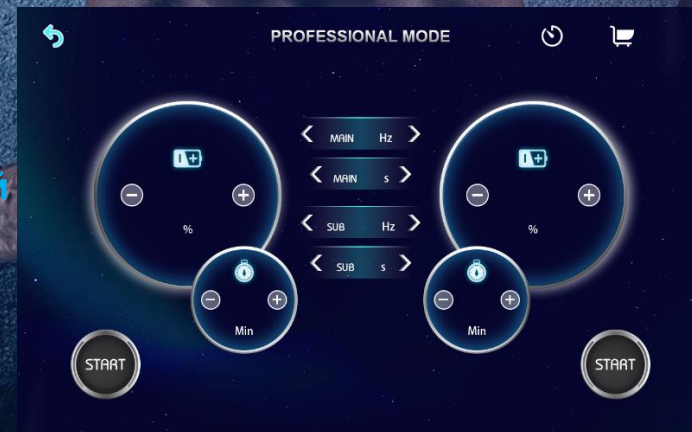 PROFESSIONAL MODE
MAIN Hz
MAIN s
SUB Hz
SUB s
%
Min
START
%
Min
START